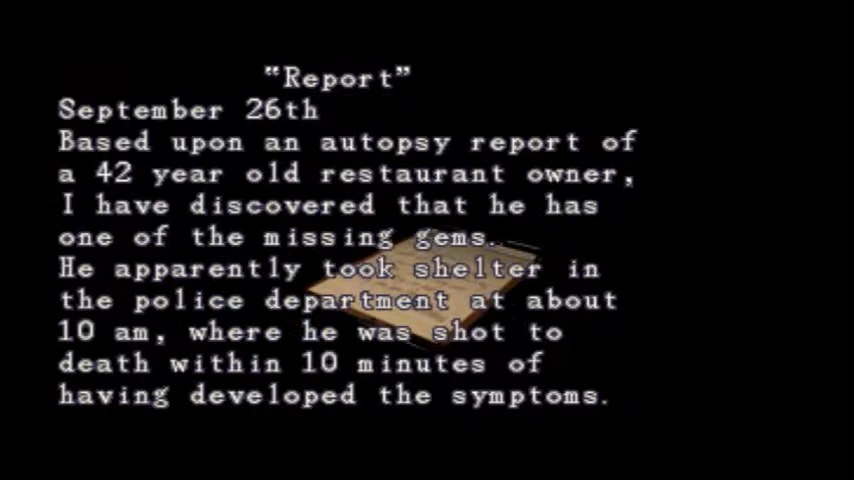 "Report"
September 26th
Based upon an autopsy report of
a 42 year old restaurant owner,
I have discovered that he has
one of the missing gems.
He apparently took shelter in
the police department at about
10 am, where he was shot to
death within 10 minutes of
having developed the symptoms.